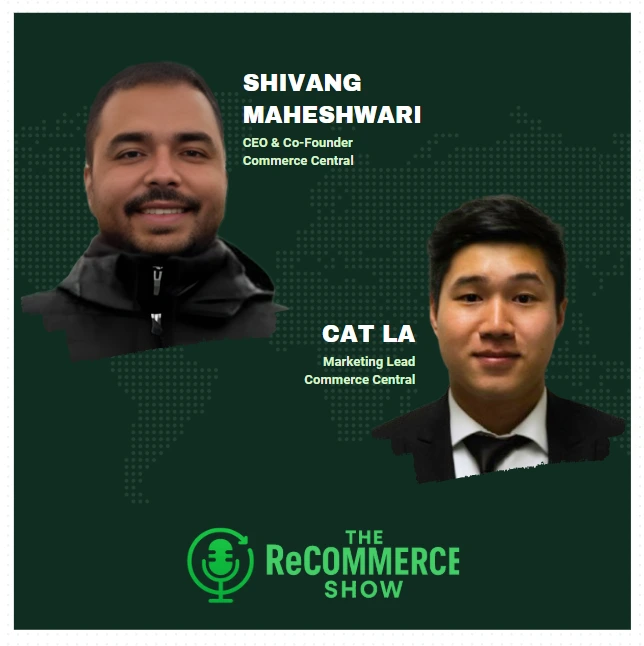 SHIVANG
MAHESHWARI
CEO & Co-Founder
Commerce Central
CAT LA
Marketing Lead
Commerce Central
THE
ReCOMMERCE
SHOW